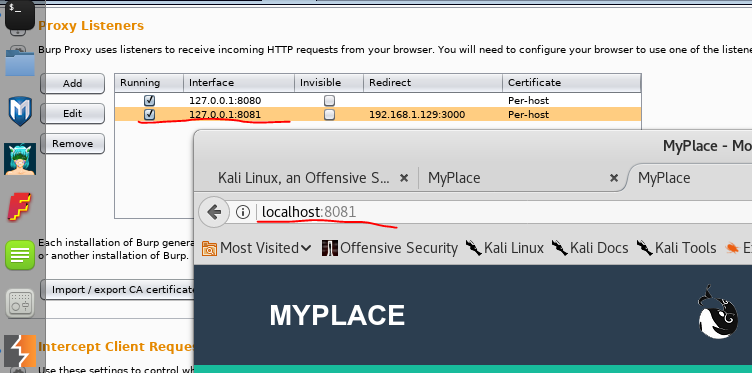 Proxy Listeners
Burp Proxy uses listeners to receive incoming HTTP requests from your browser. You will need to configure your browser to use one of the
Add
Edit
Remove
Running Interface Invisible Redirect Certificate
127.0.0.1:8080 Per-host
127.0.0.1:8081 192.168.1.129:3000 Per-host
MyPlace - Mo
Kali Linux, an Offensive S... MyPlace MyPlace
localhost:8081
Most Visited Offensive Security Kali Linux Kali Docs Kali Tools E
MYPLACE
Each installation of Burp genera
or another installation of Burp.
Import / export CA certificate
Intercept Client Reque
Use these settings to control wh